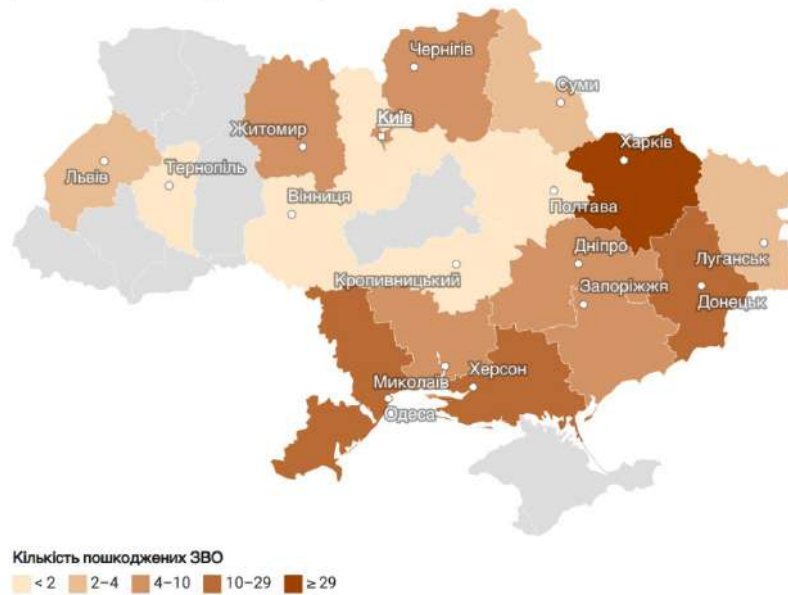 Чернігів
Суми
Київ
Житомир
Харків
Львів
Тернопіль
Вінниця
Полтава
Дніпро
Луганськ
Кропивницький
Запоріжжя
Донецьк
Херсон
Миколаїв
Одеса
Кількість пошкоджених ЗВО
< 2 2–4 4–10 10–29 ≥ 29